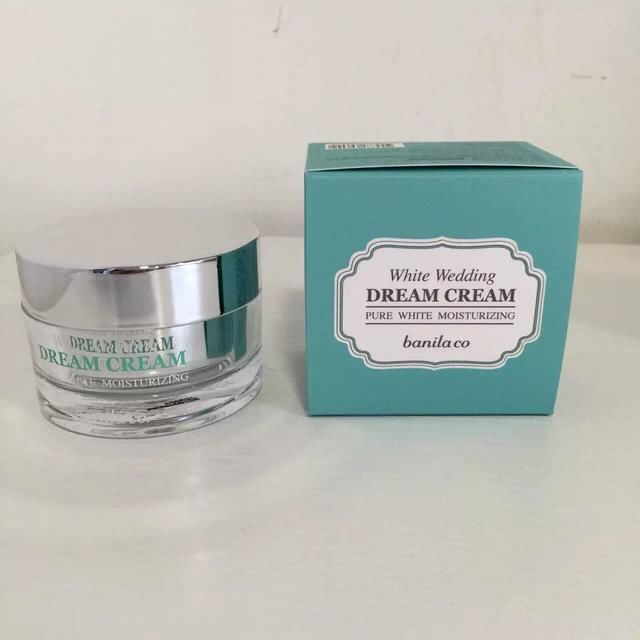 DREAM CREAM
DREAM CREAM
MOISTURIZING
White Wedding
DREAM CREAM
PURE WHITE MOISTURIZING
banila co